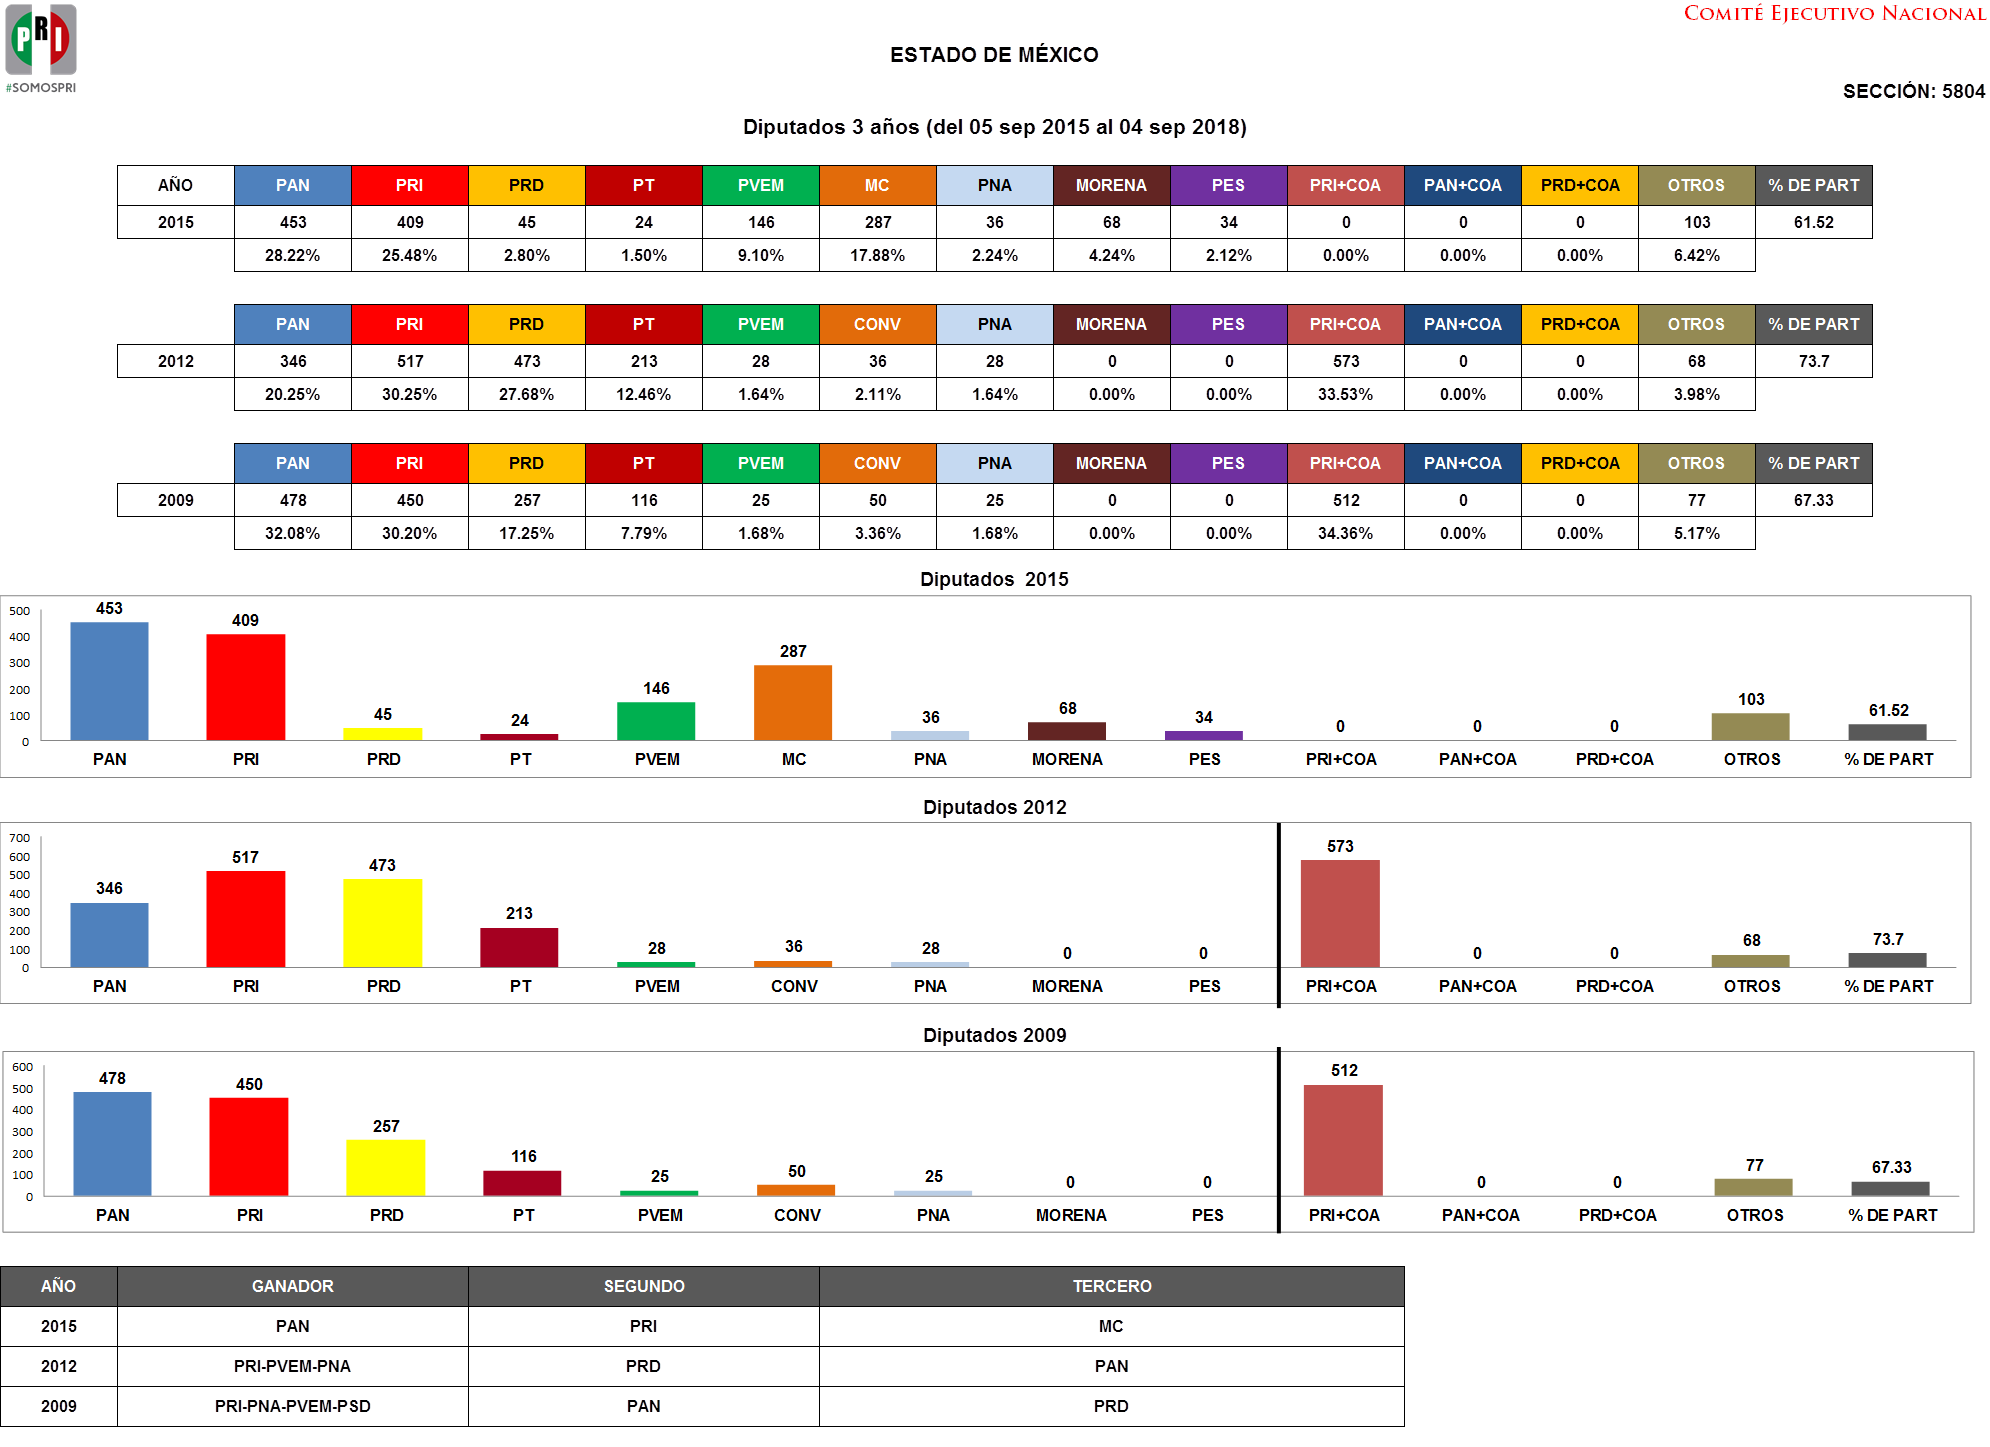 PRI
#SOMOSPRI
COMITÉ EJECUTIVO NACIONAL
ESTADO DE MÉXICO
SECCIÓN: 5804
Diputados 3 años (del 05 sep 2015 al 04 sep 2018)
AÑO PAN PRI PRD PT PVEM MC PNA MORENA PES PRI+COA PAN+COA PRD+COA OTROS % DE PART
2015 453 409 45 24 146 287 36 68 34 0 0 0 103 61.52
28.22% 25.48% 2.80% 1.50% 9.10% 17.88% 2.24% 4.24% 2.12% 0.00% 0.00% 0.00% 6.42%
PAN PRI PRD PT PVEM CONV PNA MORENA PES PRI+COA PAN+COA PRD+COA OTROS % DE PART
2012 346 517 473 213 28 36 28 0 0 573 0 0 68 73.7
20.25% 30.25% 27.68% 12.46% 1.64% 2.11% 1.64% 0.00% 0.00% 33.53% 0.00% 0.00% 3.98%
PAN PRI PRD PT PVEM CONV PNA MORENA PES PRI+COA PAN+COA PRD+COA OTROS % DE PART
2009 478 450 257 116 25 50 25 0 0 512 0 0 77 67.33
32.08% 30.20% 17.25% 7.79% 1.68% 3.36% 1.68% 0.00% 0.00% 34.36% 0.00% 0.00% 5.17%
Diputados 2015
500
400
300
200
100
0
453 409 45 24 146 287 36 68 34 0 0 0 103 61.52
PAN PRI PRD PT PVEM MC PNA MORENA PES PRI+COA PAN+COA PRD+COA OTROS % DE PART
Diputados 2012
700
600
500
400
300
200
100
0
346 517 473 213 28 36 28 0 0 573 0 0 68 73.7
PAN PRI PRD PT PVEM CONV PNA MORENA PES PRI+COA PAN+COA PRD+COA OTROS % DE PART
Diputados 2009
600
500
400
300
200
100
0
478 450 257 116 25 50 25 0 0 512 0 0 77 67.33
PAN PRI PRD PT PVEM CONV PNA MORENA PES PRI+COA PAN+COA PRD+COA OTROS % DE PART
AÑO GANADOR SEGUNDO TERCERO
2015 PAN PRI MC
2012 PRI-PVEM-PNA PRD PAN
2009 PRI-PNA-PVEM-PSD PAN PRD